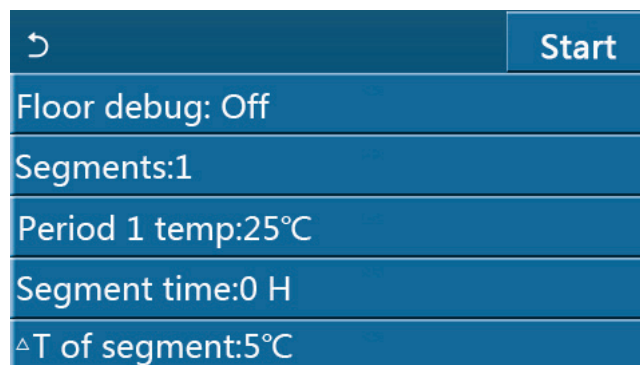 Start
Floor debug: Off
Segments:1
Period 1 temp:25℃
Segment time:0 H
△T of segment:5℃